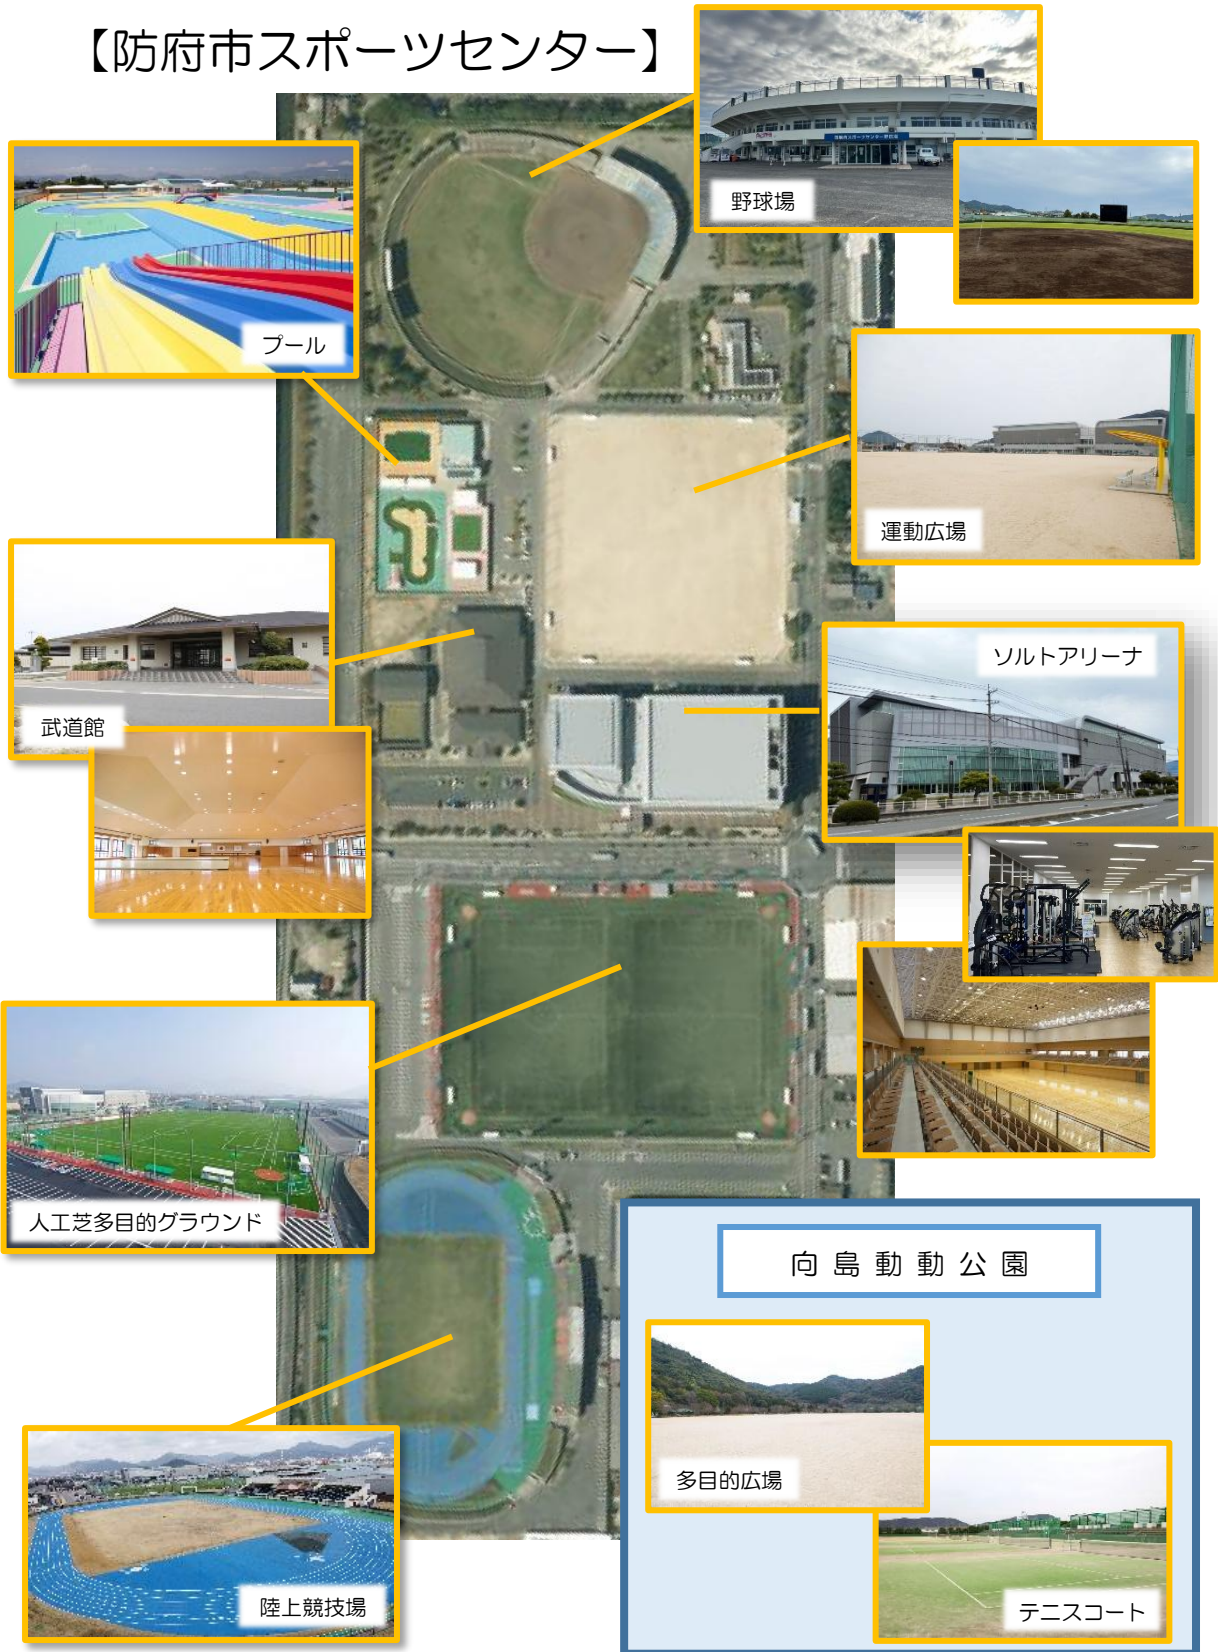 【防府市スポーツセンター】
野球場
プール
運動広場
ソルトアリーナ
武道館
人工芝多目的グラウンド
向島動動公園
多目的広場
陸上競技場
テニスコート